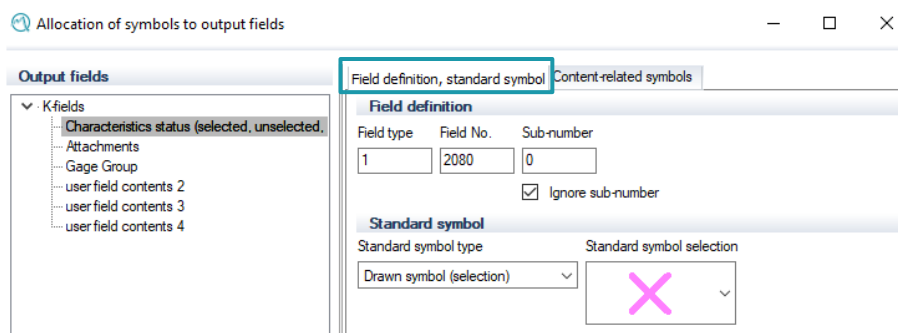 Allocation of symbols to output fields
Output fields
K-fields
Characteristics status (selected, unselected,
Attachments
Gage Group
user field contents 2
user field contents 3
user field contents 4
Field definition, standard symbol
Content-related symbols
Field definition
Field type Field No. Sub-number
1 2080 0
Ignore sub-number
Standard symbol
Standard symbol type Standard symbol selection
Drawn symbol (selection)